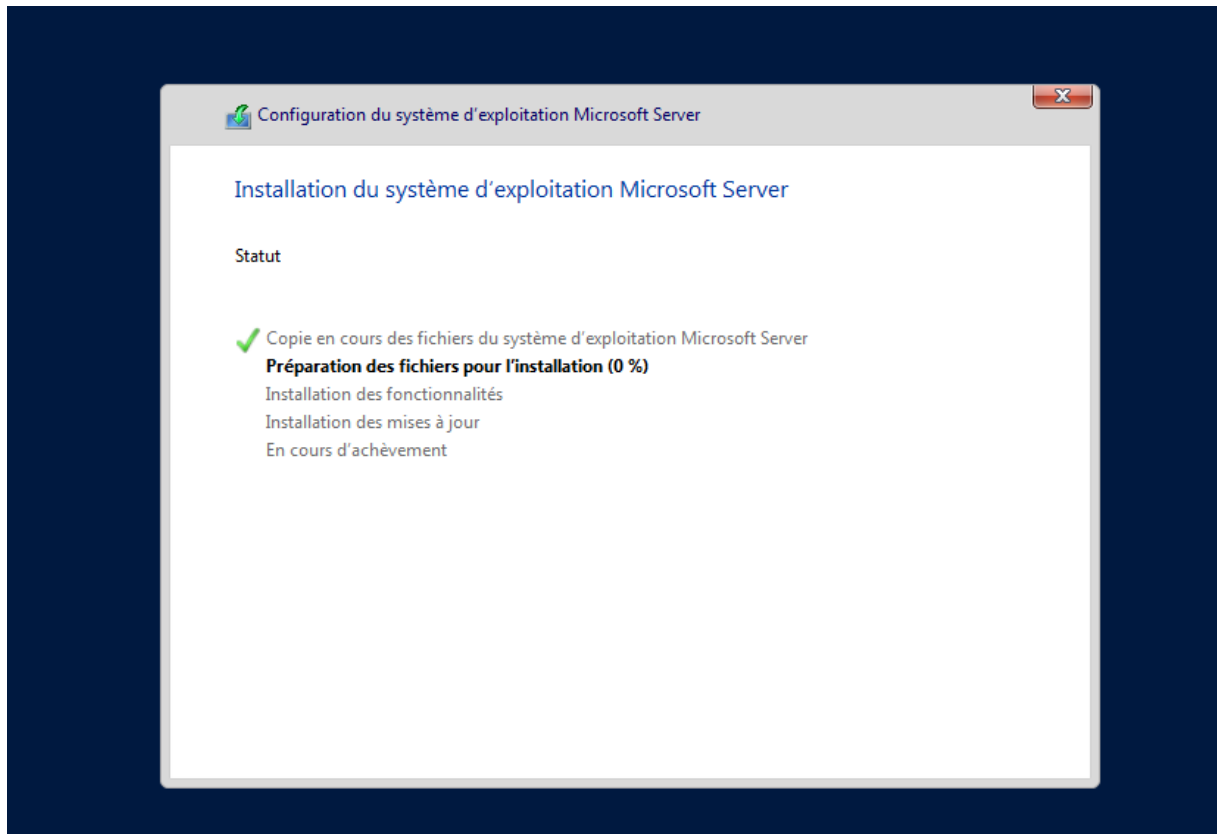 Configuration du système d'exploitation Microsoft Server
Installation du système d'exploitation Microsoft Server
Statut
Copie en cours des fichiers du système d'exploitation Microsoft Server
Préparation des fichiers pour l'installation (0 %)
Installation des fonctionnalités
Installation des mises à jour
En cours d'achèvement